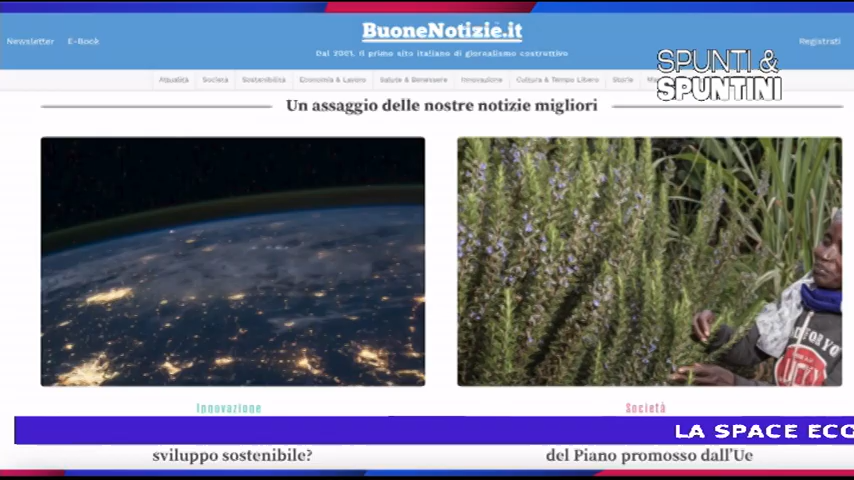 BuoneNotizie.it
Newsletter E-Book
Registrati
Dal 2001, il primo sito italiano di giornalismo costruttivo
SPUNTI &
SPUNTINI
Attualità Società Sostenibilità Economia & Lavoro Salute & Benessere Innovazione Cultura & Tempo Libero Storie
Un assaggio delle nostre notizie migliori
Innovazione
Società
LA SPACE ECO
sviluppo sostenibile?
del Piano promosso dall'Ue